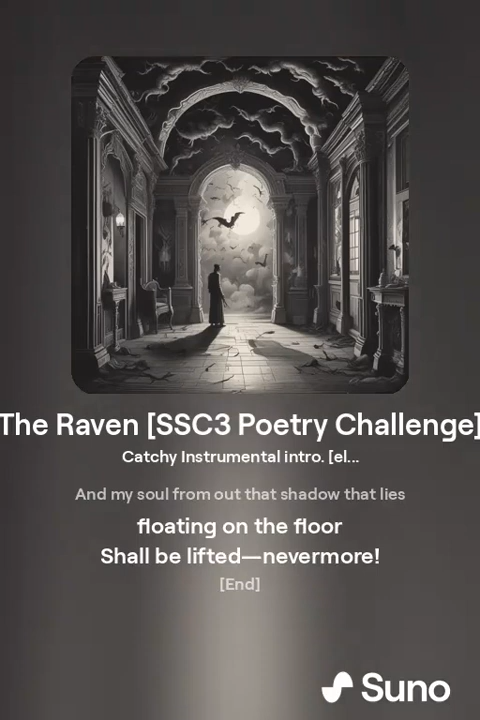 The Raven [SSC3 Poetry Challenge]
Catchy Instrumental intro. [el...
And my soul from out that shadow that lies
floating on the floor
Shall be lifted—nevermore!
[End]
Suno